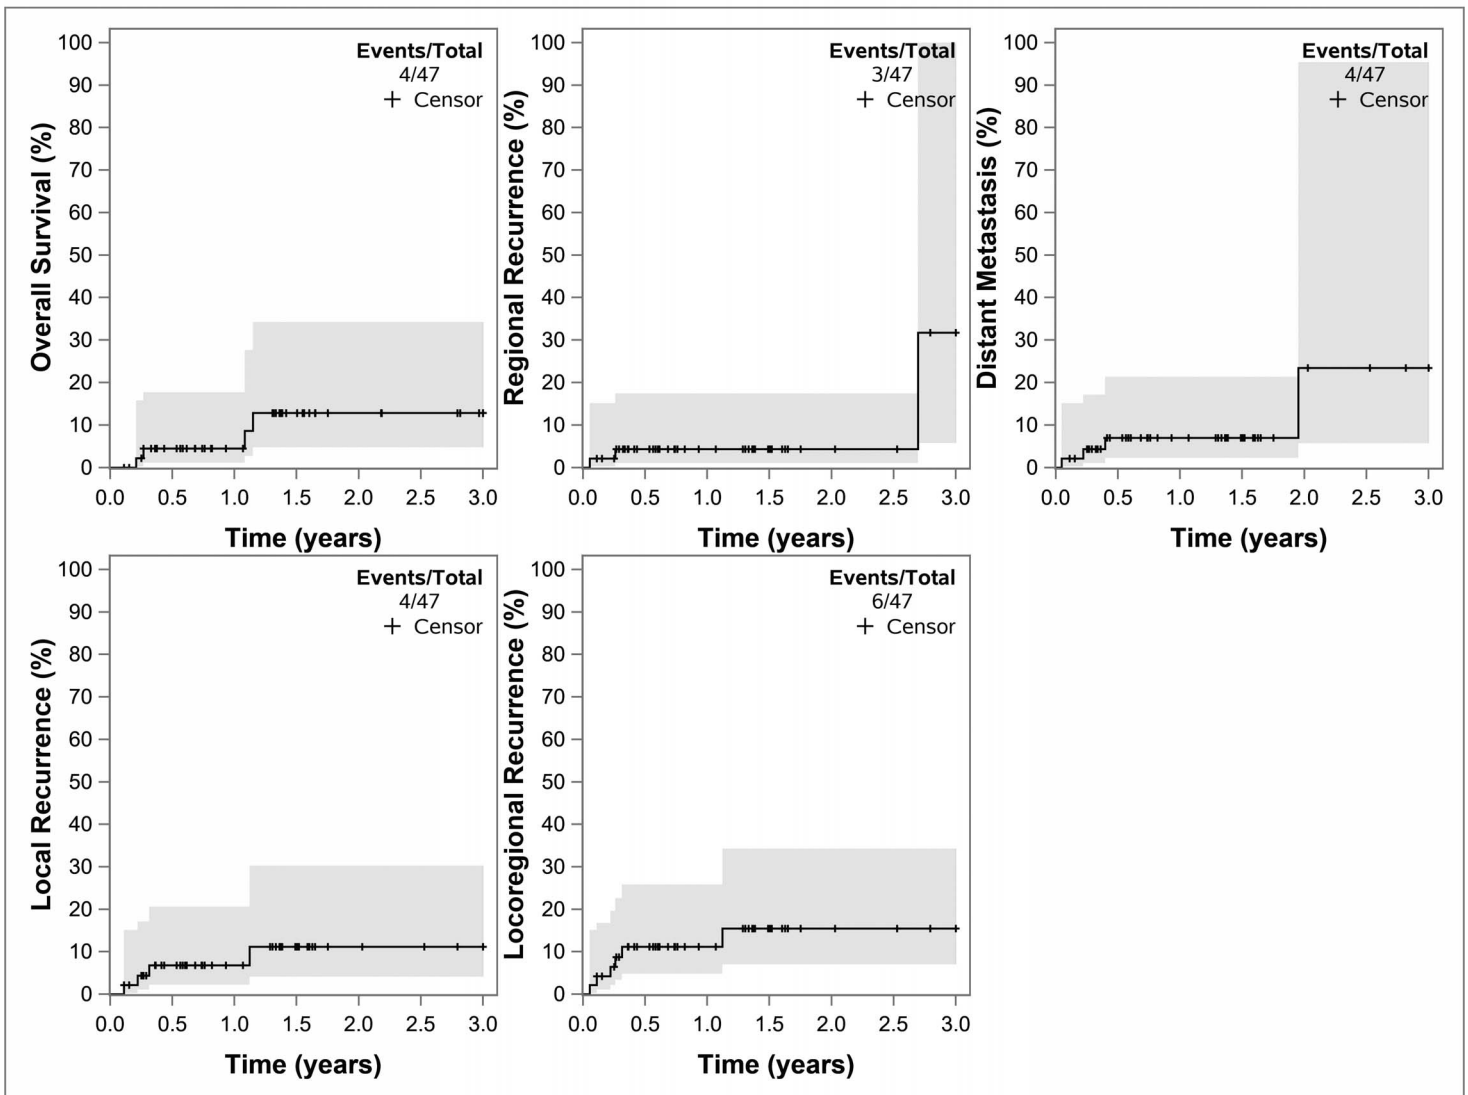 Overall Survival (%)
100
90
80
70
60
50
40
30
20
10
0
Events/Total
4/47
+ Censor
0.0 0.5 1.0 1.5 2.0 2.5 3.0
Time (years)
Regional Recurrence (%)
100
90
80
70
60
50
40
30
20
10
0
Events/Total
3/47
+ Censor
0.0 0.5 1.0 1.5 2.0 2.5 3.0
Time (years)
Distant Metastasis (%)
100
90
80
70
60
50
40
30
20
10
0
Events/Total
4/47
+ Censor
0.0 0.5 1.0 1.5 2.0 2.5 3.0
Time (years)
Local Recurrence (%)
100
90
80
70
60
50
40
30
20
10
0
Events/Total
4/47
+ Censor
0.0 0.5 1.0 1.5 2.0 2.5 3.0
Time (years)
Locoregional Recurrence (%)
100
90
80
70
60
50
40
30
20
10
0
Events/Total
6/47
+ Censor
0.0 0.5 1.0 1.5 2.0 2.5 3.0
Time (years)